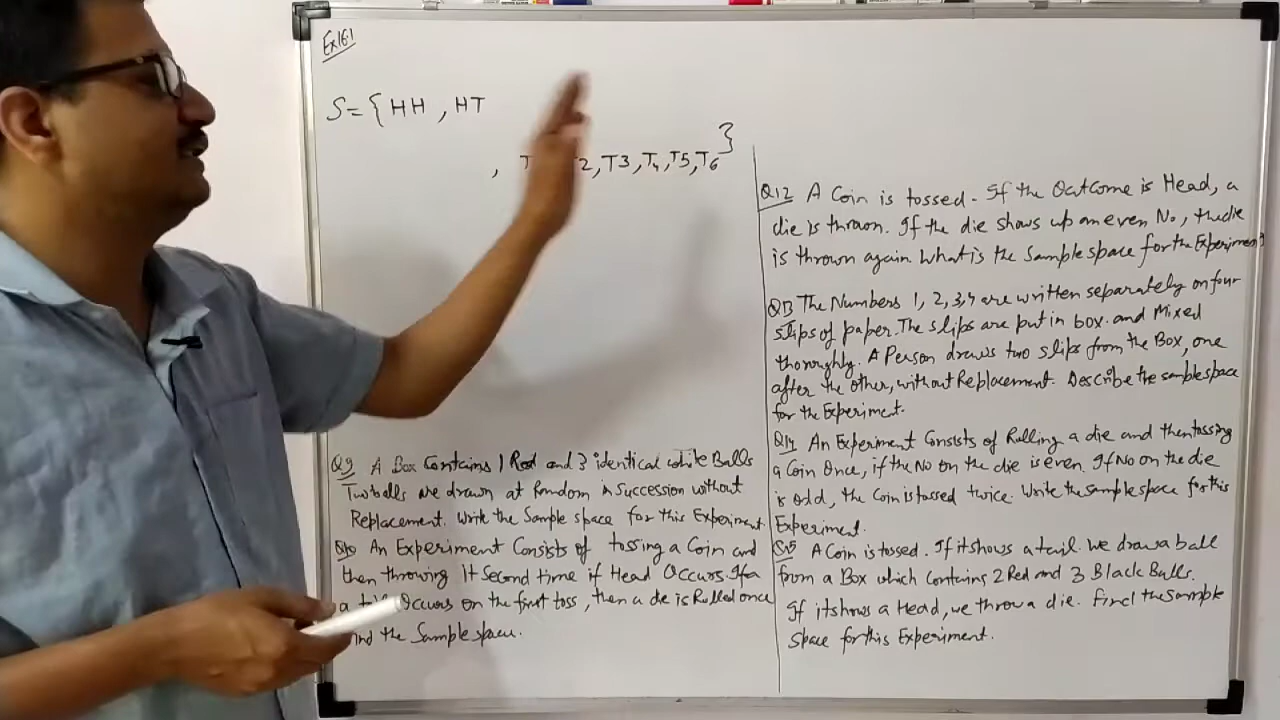 Ex 16.1
S = { HH , HT
, T 2, T3, T4, T5, T6 }
Q.9 A Box Contains 1 Red and 3 identical white Balls
Two balls are drawn at Random in Succession without
Replacement. Write the Sample space for this Experiment.
Q10 An Experiment Consists of tossing a Coin and
then throwing it Second time if Head Occurs. If a
a Occurs on the first toss, then a die is Rolled once
the Sample space.
Q.12 A Coin is tossed. If the Outcome is Head, a
die is thrown. If the die shows up an even No, the die
is thrown again What is the Sample space for the Experiment?
Q13 The Numbers 1, 2, 3, 4 are written separately on four
slips of paper. The slips are put in box and Mixed
thoroughly. A Person draws two slips from the Box, one
after the other, without Replacement. Describe the sample space
for the Experiment.
Q14 An Experiment Consists of Rolling a die and then tossing
a Coin Once, if the No on the die is even. If No on the die
is odd, the Coin is tossed twice. Write the sample space for this
Experiment.
Q15 A Coin is tossed. If it shows a tail. We draw a ball
from a Box which contains 2 Red and 3 Black Balls.
If it shows a Head, we throw a die. Find the sample
Space for this Experiment.